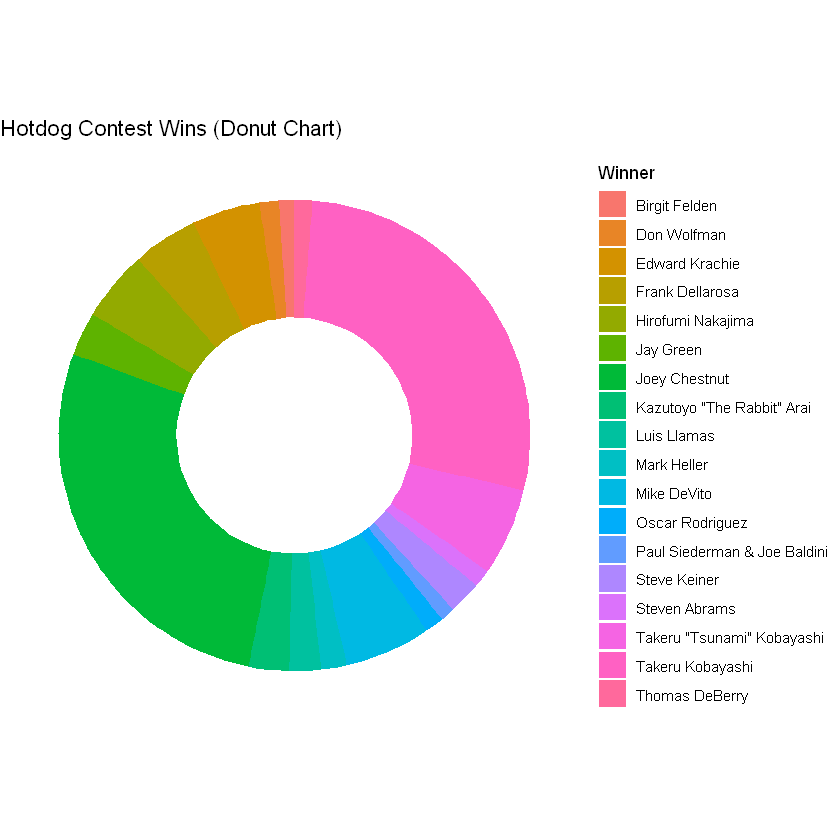 Hotdog Contest Wins (Donut Chart)
Winner
Birgit Felden
Don Wolfman
Edward Krachie
Frank Dellarosa
Hirofumi Nakajima
Jay Green
Joey Chestnut
Kazutoyo "The Rabbit" Arai
Luis Llamas
Mark Heller
Mike DeVito
Oscar Rodriguez
Paul Siederman & Joe Baldini
Steve Keiner
Steven Abrams
Takeru "Tsunami" Kobayashi
Takeru Kobayashi
Thomas DeBerry